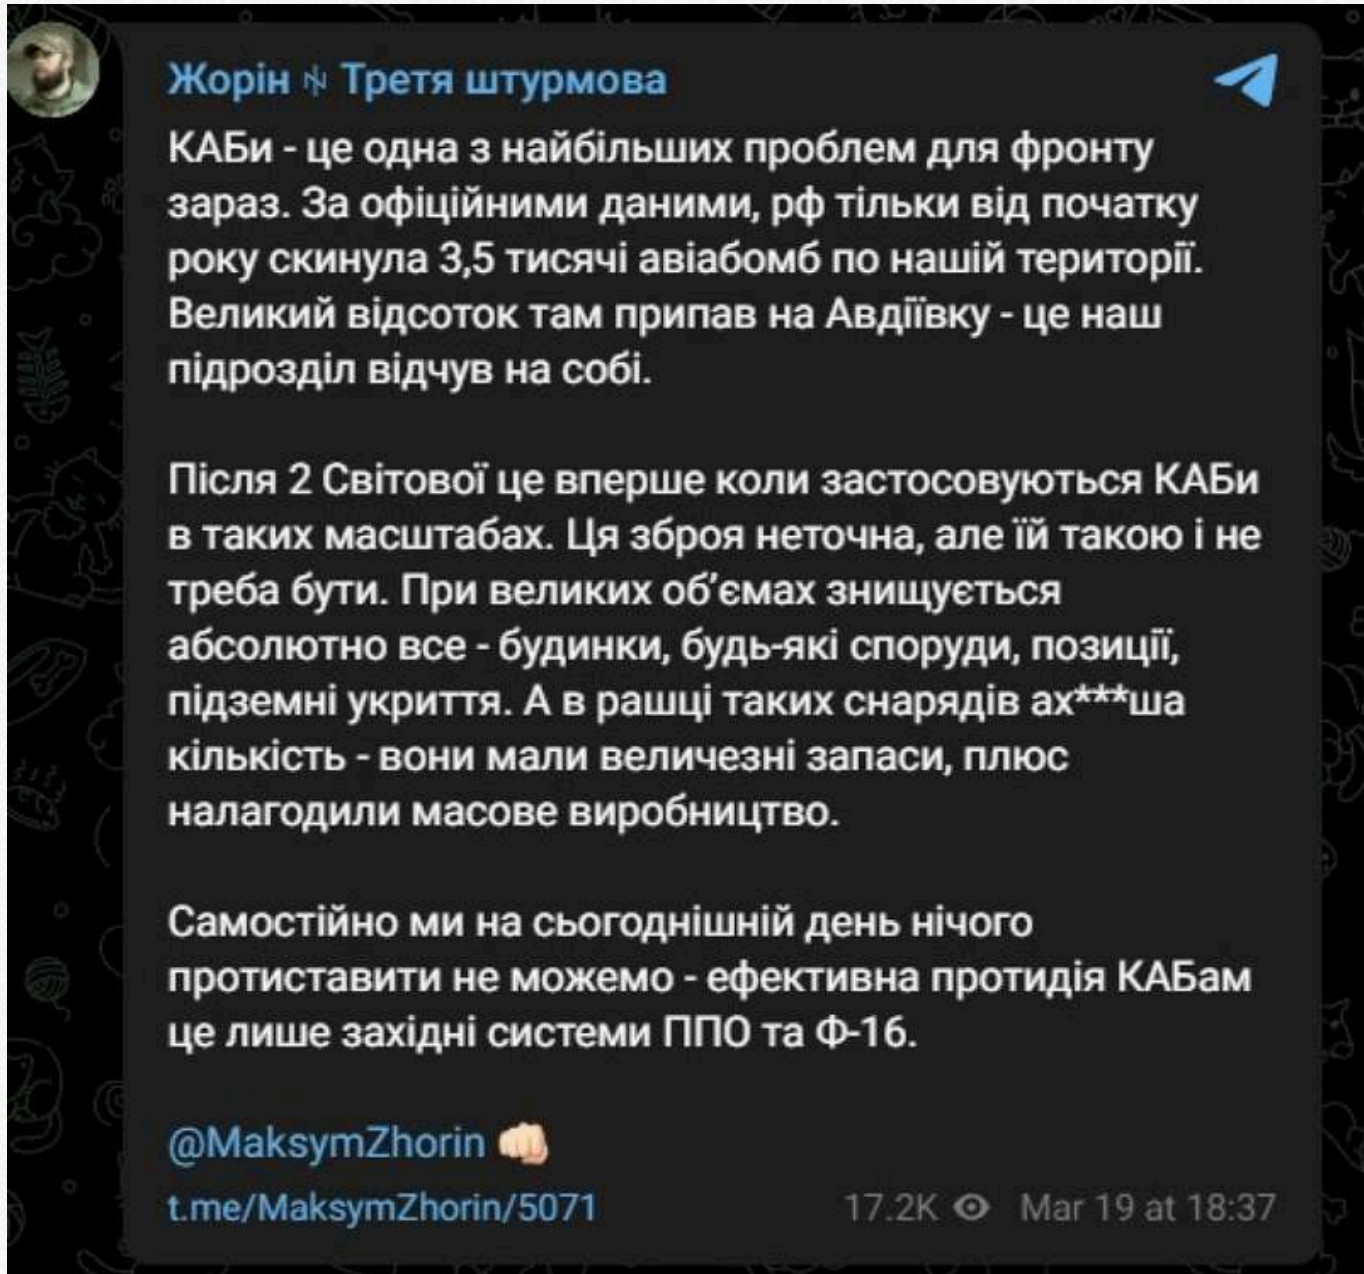 Жорін Третя штурмова
КАБи - це одна з найбільших проблем для фронту
зараз. За офіційними даними, рф тільки від початку
року скинула 3,5 тисячі авіабомб по нашій території.
Великий відсоток там припав на Авдіївку - це наш
підрозділ відчув на собі.
Після 2 Світової це вперше коли застосовуються КАБи
в таких масштабах. Ця зброя неточна, але їй такою і не
треба бути. При великих об’ємах знищується
абсолютно все - будинки, будь-які споруди, позиції,
підземні укриття. А в рашці таких снарядів ах***ша
кількість - вони мали величезні запаси, плюс
налагодили масове виробництво.
Самостійно ми на сьогоднішній день нічого
протиставити не можемо - ефективна протидія КАБам
це лише західні системи ППО та Ф-16.
@MaksymZhorin 👊🏻
t.me/MaksymZhorin/5071 17.2K Mar 19 at 18:37